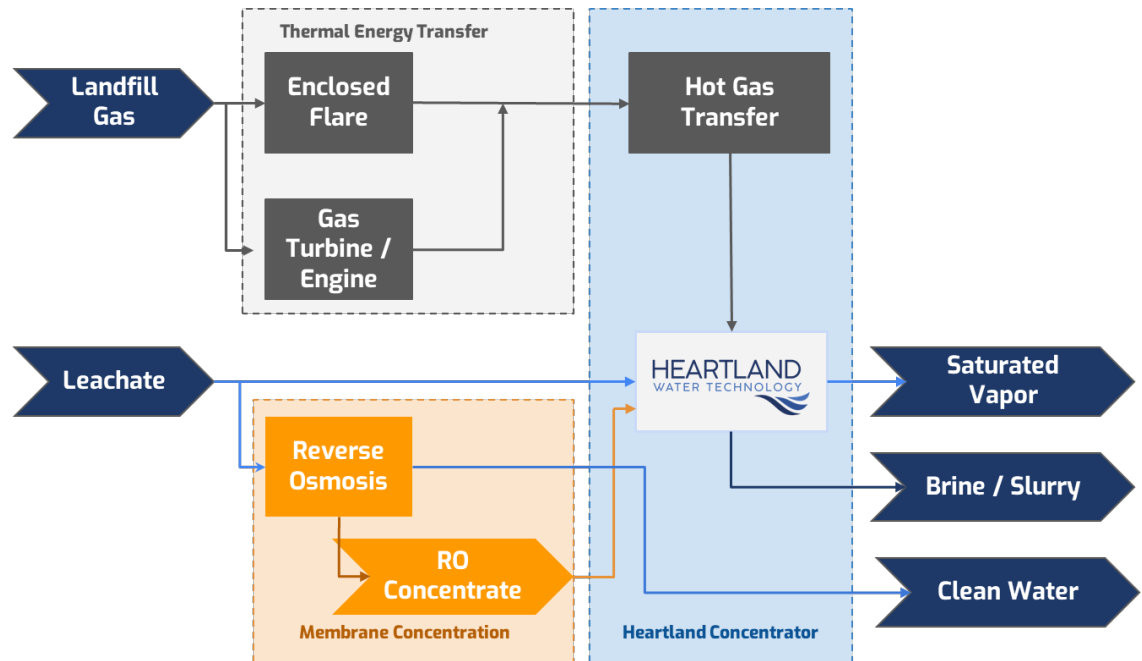 Thermal Energy Transfer
Landfill
Gas
Enclosed
Flare
Hot Gas
Transfer
Gas
Turbine /
Engine
Leachate
HEARTLAND
WATER TECHNOLOGY
Saturated
Vapor
Reverse
Osmosis
Brine / Slurry
RO
Concentrate
Clean Water
Membrane Concentration
Heartland Concentrator